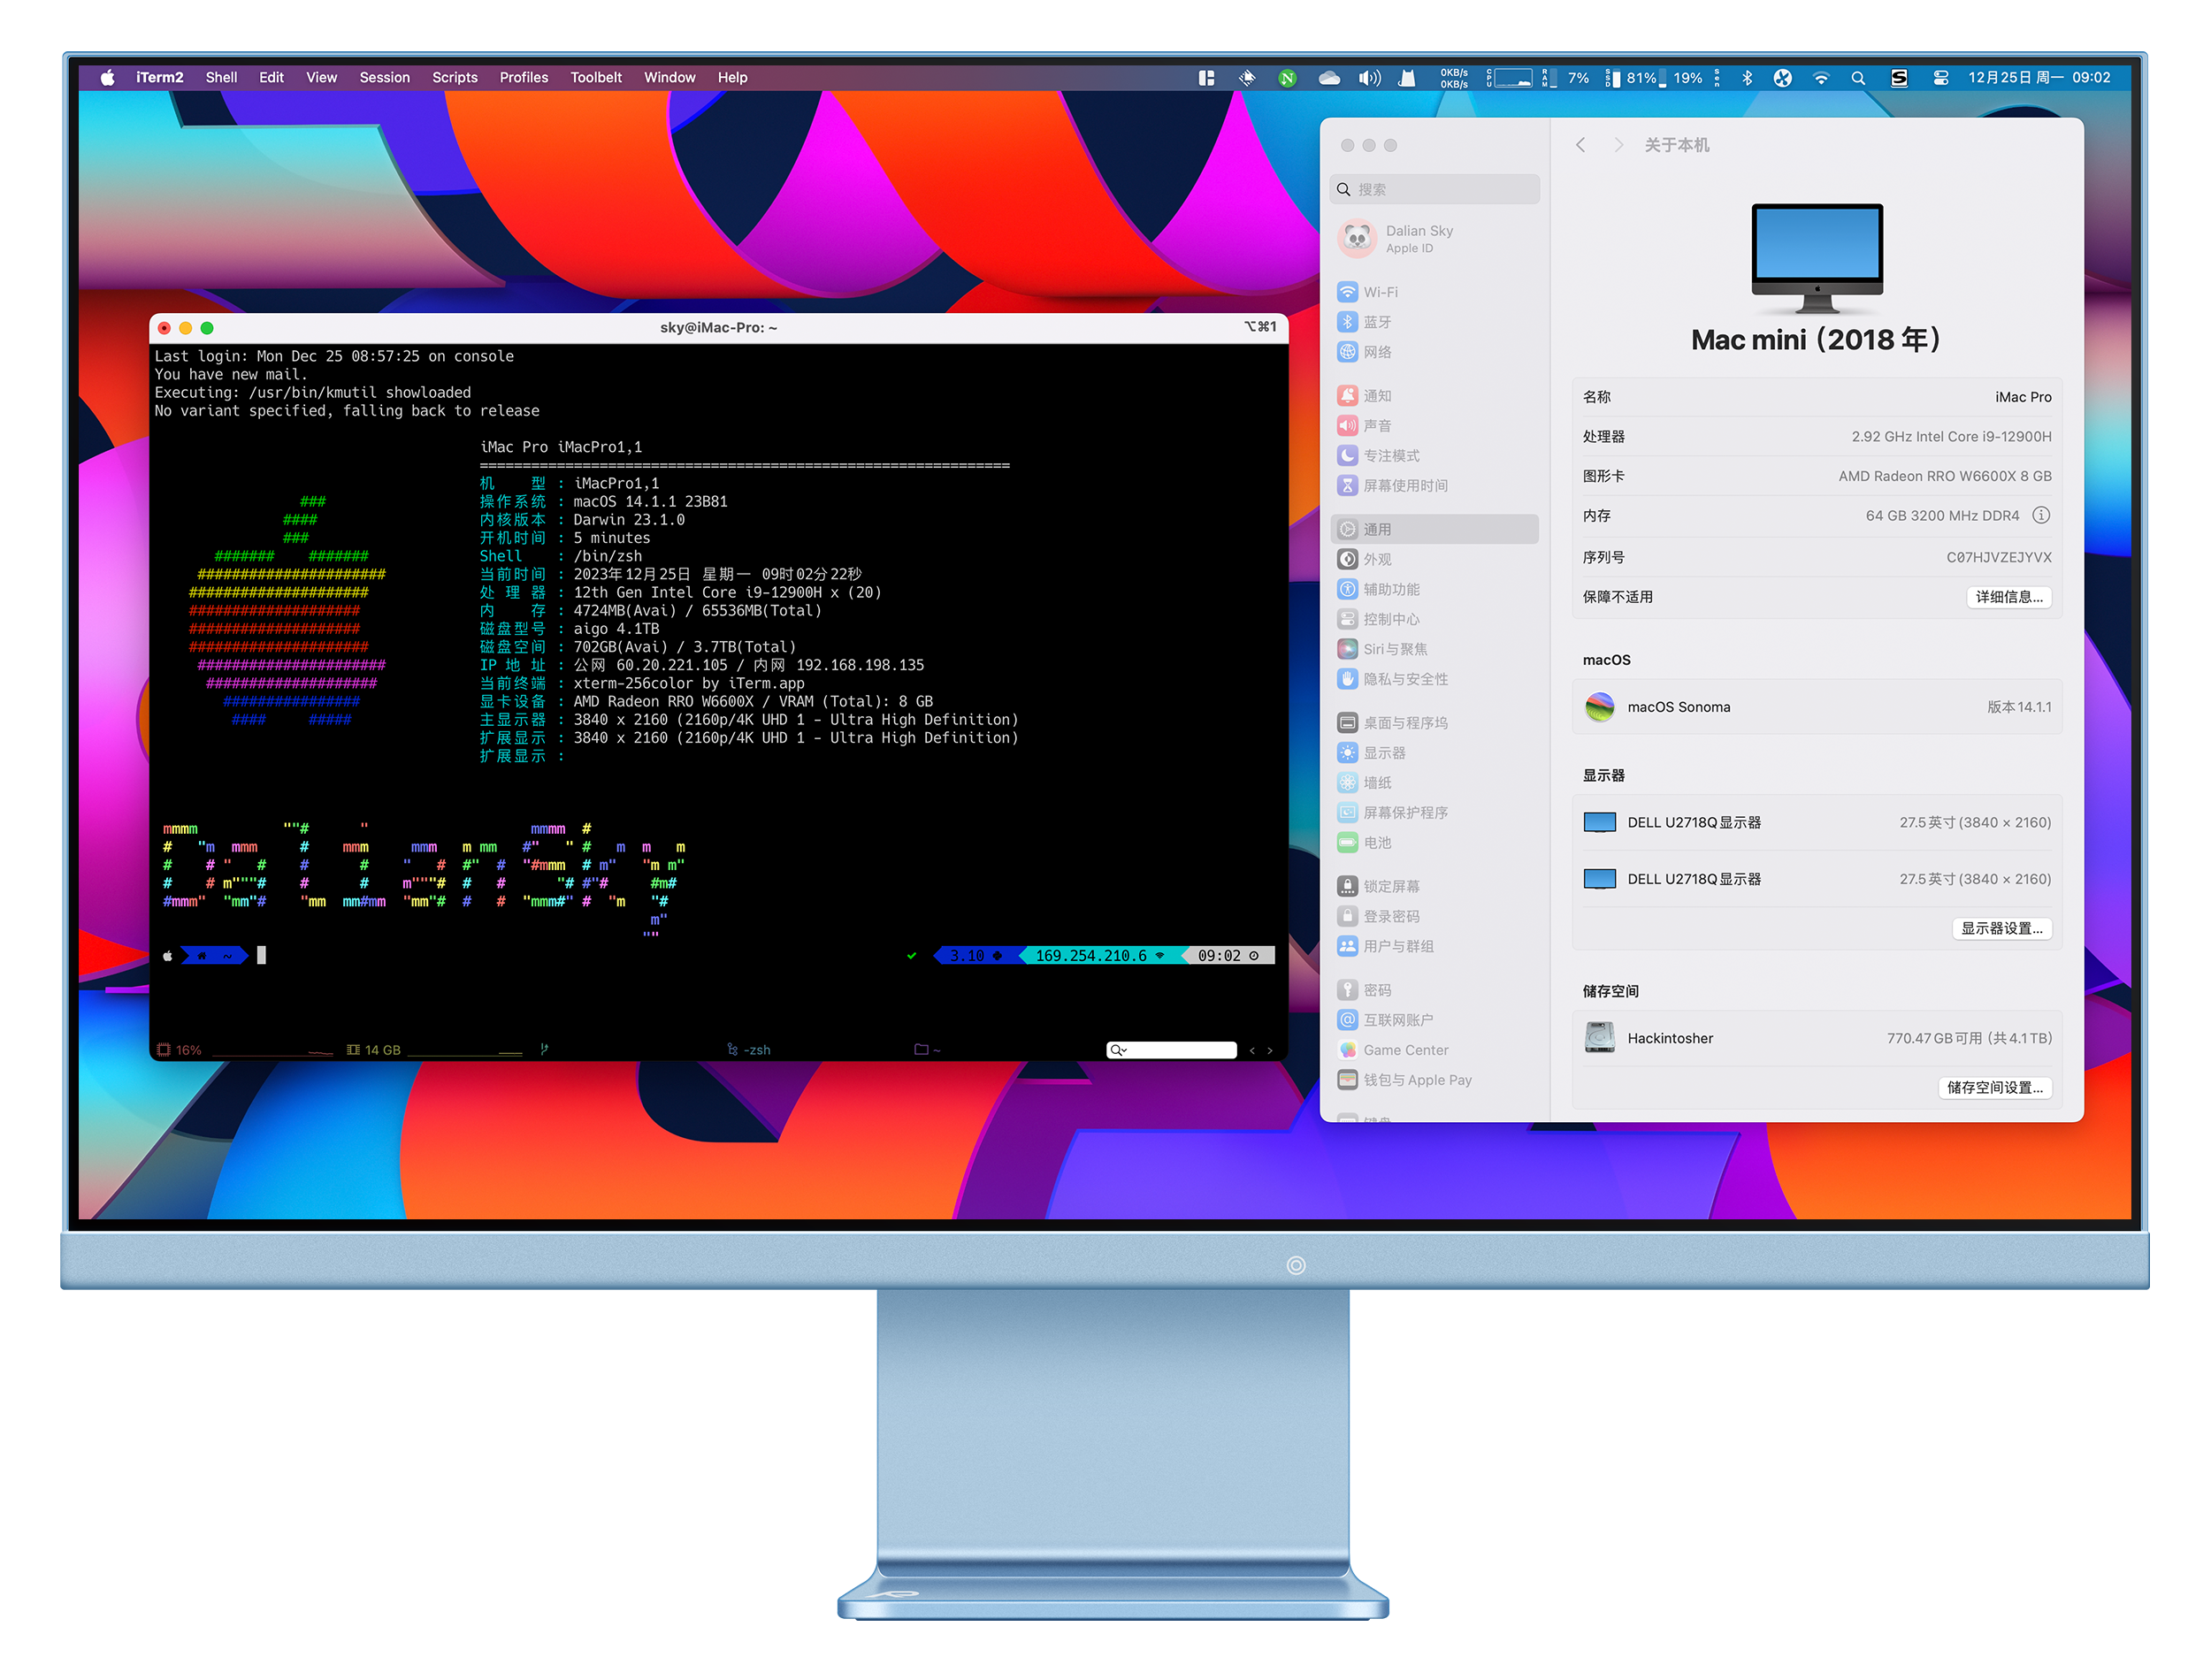 iTerm2 Shell Edit View Session Scripts Profiles Toolbelt Window Help 0KB/s 0KB/s CPU RAM 7% SSD 81% 19% Sen 12月25日 周一 09:02
sky@iMac-Pro: ~ ⌥⌘1
Last login: Mon Dec 25 08:57:25 on console
You have new mail.
Executing: /usr/bin/kmutil showloaded
No variant specified, falling back to release
iMac Pro iMacPro1,1
机 型 : iMacPro1,1
操作系统 : macOS 14.1.1 23B81
内核版本 : Darwin 23.1.0
开机时间 : 5 minutes
Shell : /bin/zsh
当前时间 : 2023年12月25日 星期一 09时02分22秒
处 理 器 : 12th Gen Intel Core i9-12900H x (20)
内 存 : 4724MB(Avai) / 65536MB(Total)
磁盘型号 : aigo 4.1TB
磁盘空间 : 702GB(Avai) / 3.7TB(Total)
IP 地 址 : 公网 60.20.221.105 / 内网 192.168.198.135
当前终端 : xterm-256color by iTerm.app
显卡设备 : AMD Radeon RRO W6600X / VRAM (Total): 8 GB
主显示器 : 3840 x 2160 (2160p/4K UHD 1 - Ultra High Definition)
扩展显示 : 3840 x 2160 (2160p/4K UHD 1 - Ultra High Definition)
扩展显示 :
DalianSky
~ ✔ 3.10 169.254.210.6 09:02
16% 14 GB -zsh ~
搜索
Dalian Sky
Apple ID
Wi-Fi
蓝牙
网络
通知
声音
专注模式
屏幕使用时间
通用
外观
辅助功能
控制中心
Siri与聚焦
隐私与安全性
桌面与程序坞
显示器
墙纸
屏幕保护程序
电池
锁定屏幕
登录密码
用户与群组
密码
互联网账户
Game Center
钱包与 Apple Pay
键盘
关于本机
Mac mini（2018 年）
名称 iMac Pro
处理器 2.92 GHz Intel Core i9-12900H
图形卡 AMD Radeon RRO W6600X 8 GB
内存 64 GB 3200 MHz DDR4
序列号 C07HJVZEJYVX
保障不适用 详细信息...
macOS
macOS Sonoma 版本14.1.1
显示器
DELL U2718Q显示器 27.5英寸 (3840 × 2160)
DELL U2718Q显示器 27.5英寸 (3840 × 2160)
显示器设置...
储存空间
Hackintosher 770.47 GB可用 (共4.1 TB)
储存空间设置...